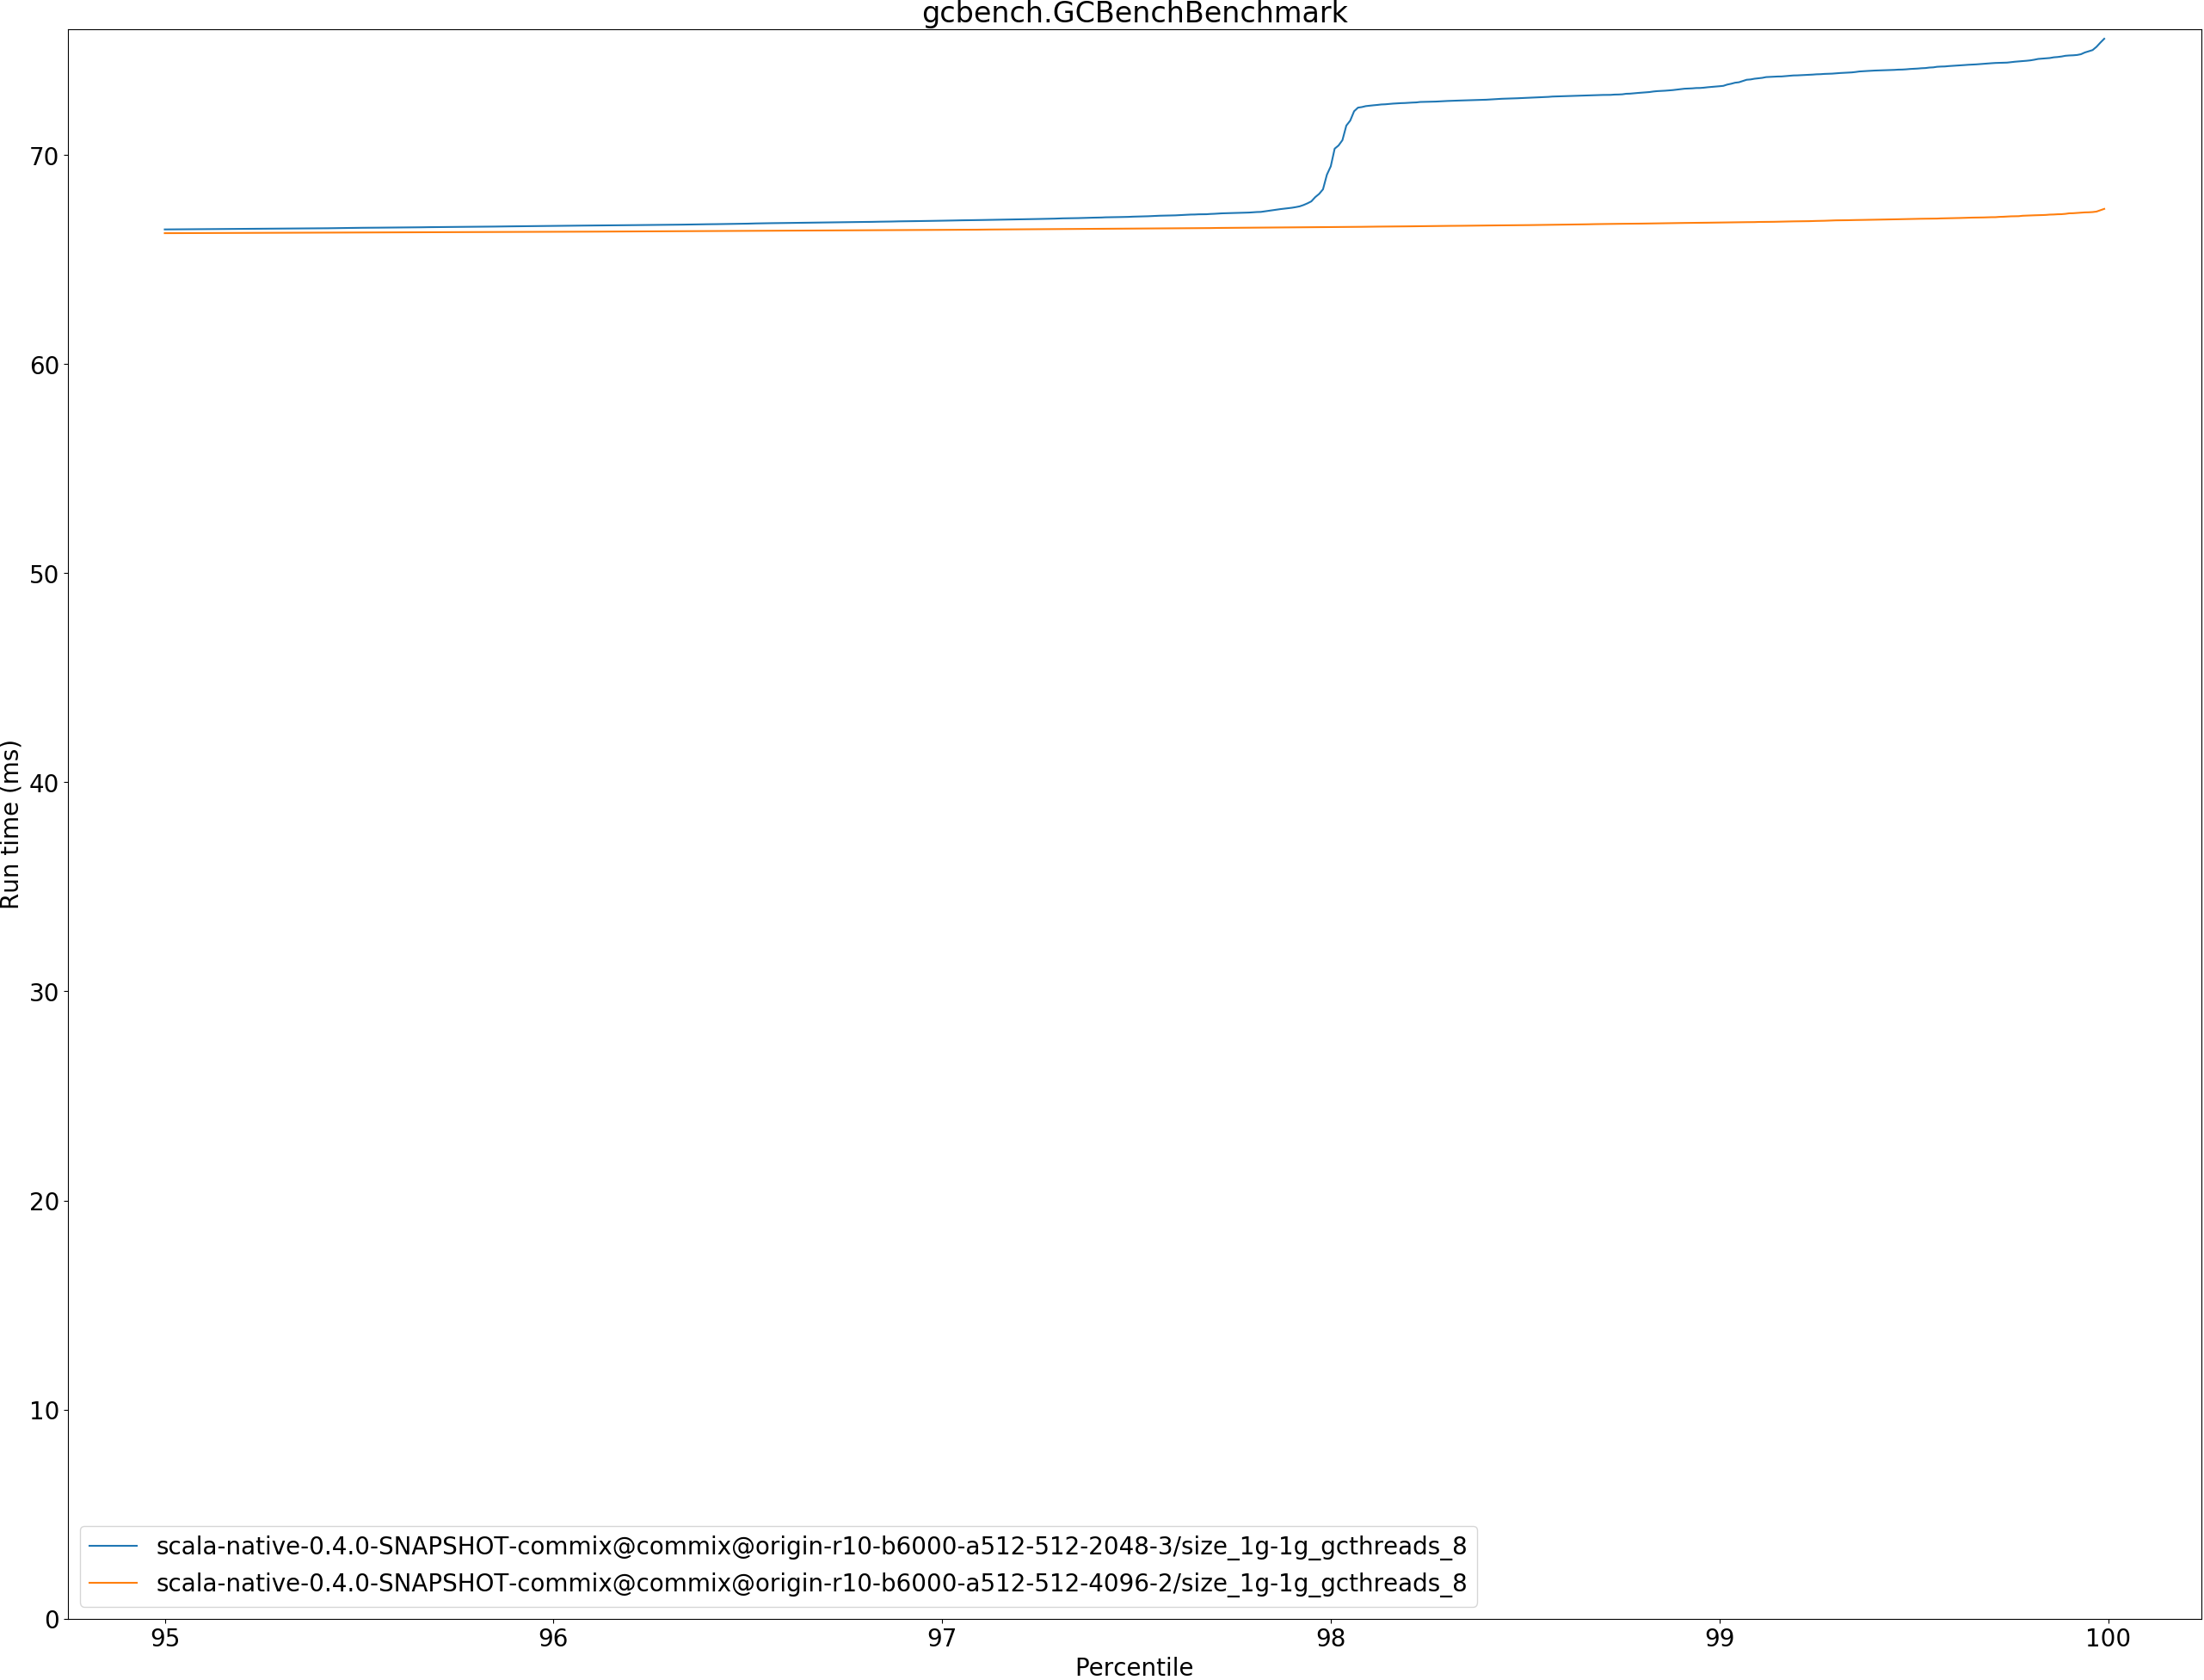 gcbench.GCBenchBenchmark
Run time (ms)
70
60
50
40
30
20
10
0
scala-native-0.4.0-SNAPSHOT-commix@commix@origin-r10-b6000-a512-512-2048-3/size_1g-1g_gcthreads_8
scala-native-0.4.0-SNAPSHOT-commix@commix@origin-r10-b6000-a512-512-4096-2/size_1g-1g_gcthreads_8
95 96 97 98 99 100
Percentile